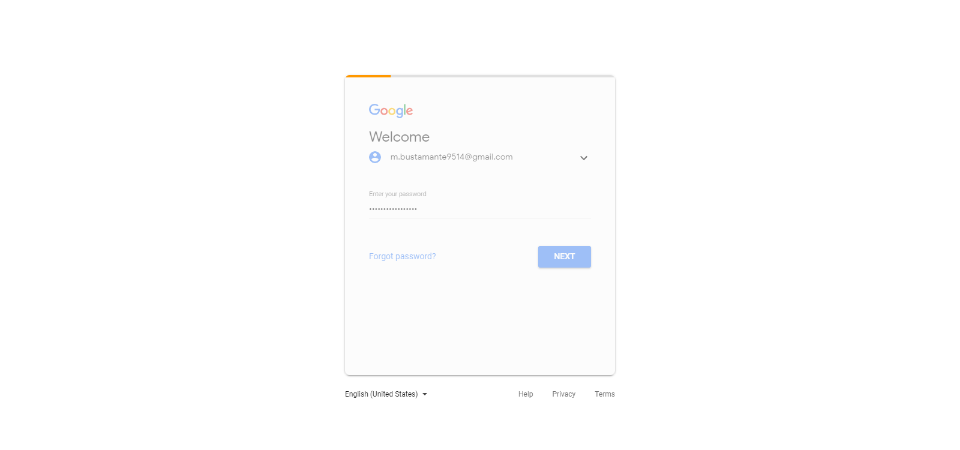 Google
Welcome
m.bustamante9514@gmail.com
Enter your password
•••••••••••••••••
Forgot password?
NEXT
English (United States)
Help Privacy Terms